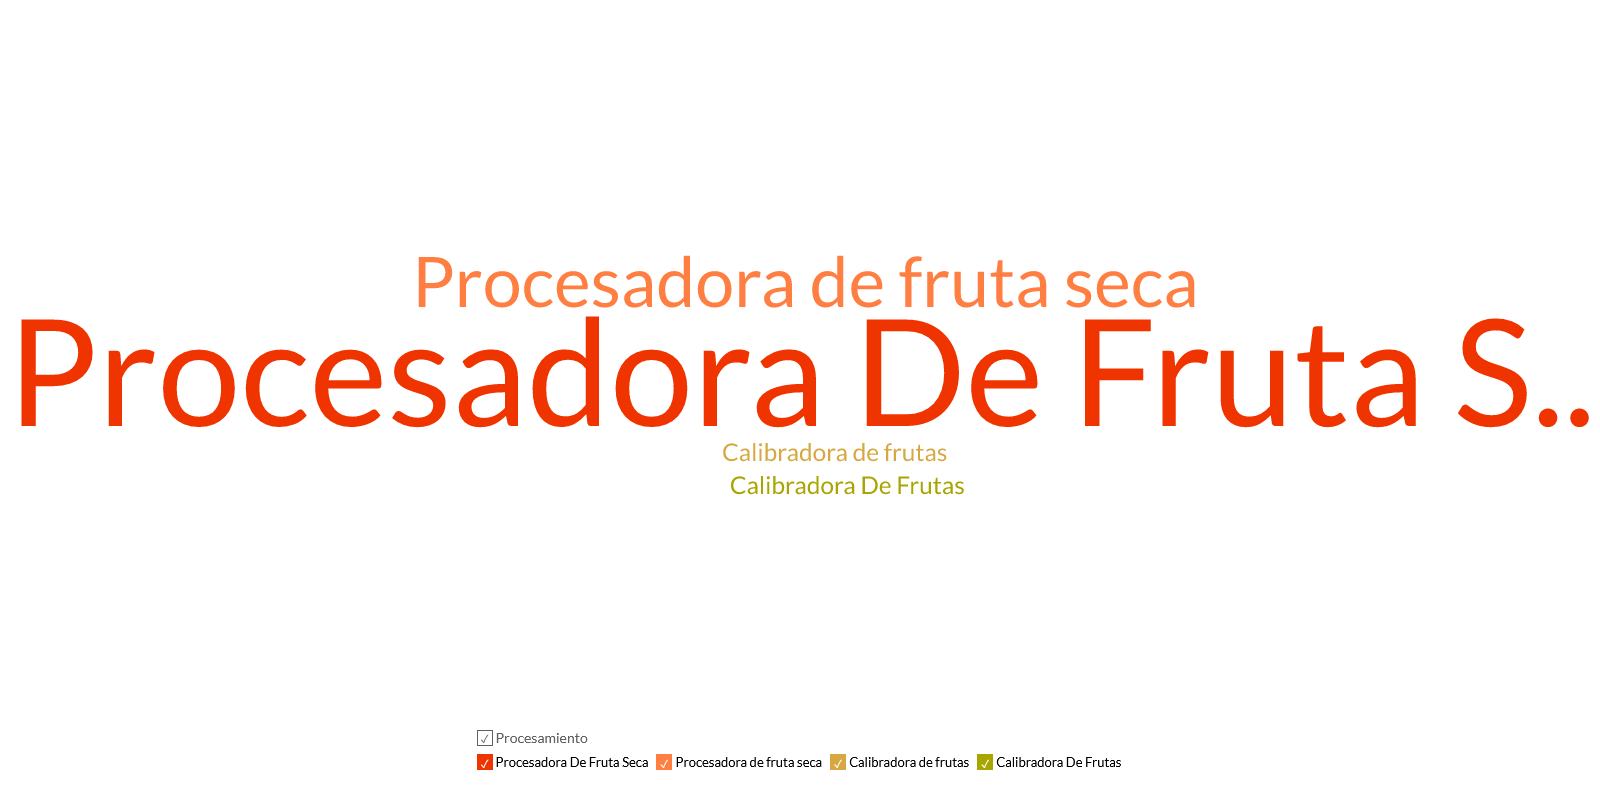 Procesadora de fruta seca
Procesadora De Fruta S..
Calibradora de frutas
Calibradora De Frutas
Procesamiento
Procesadora De Fruta Seca Procesadora de fruta seca Calibradora de frutas Calibradora De Frutas